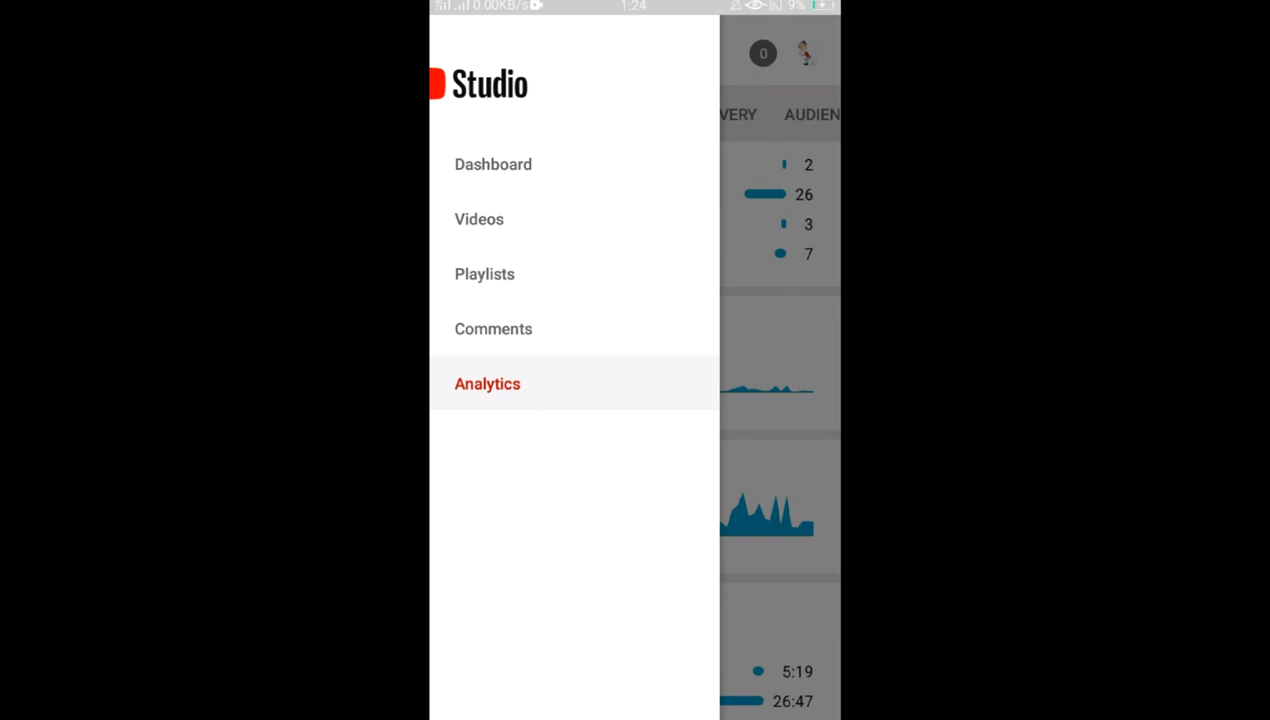 0.00KB/s 1:24 9%
Studio
0
VERY AUDIEN
Dashboard
Videos
Playlists
Comments
Analytics
2
26
3
7
5:19
26:47